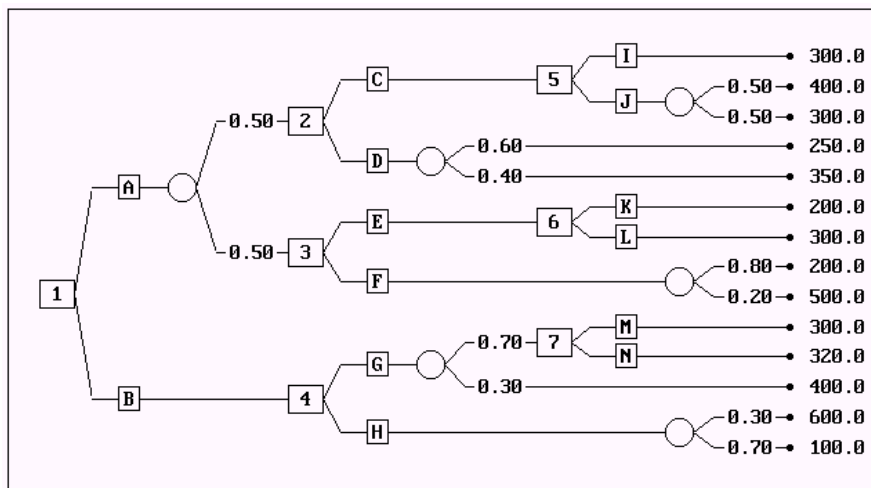 I 300.0
C 5 0.50 400.0
J
0.50 2 0.50 300.0
D 0.60 250.0
0.40 350.0
A
E K 200.0
6
L 300.0
0.50 3
F 0.80 200.0
1 0.20 500.0
M 300.0
0.70 7
G N 320.0
0.30 400.0
B 4
0.30 600.0
H
0.70 100.0